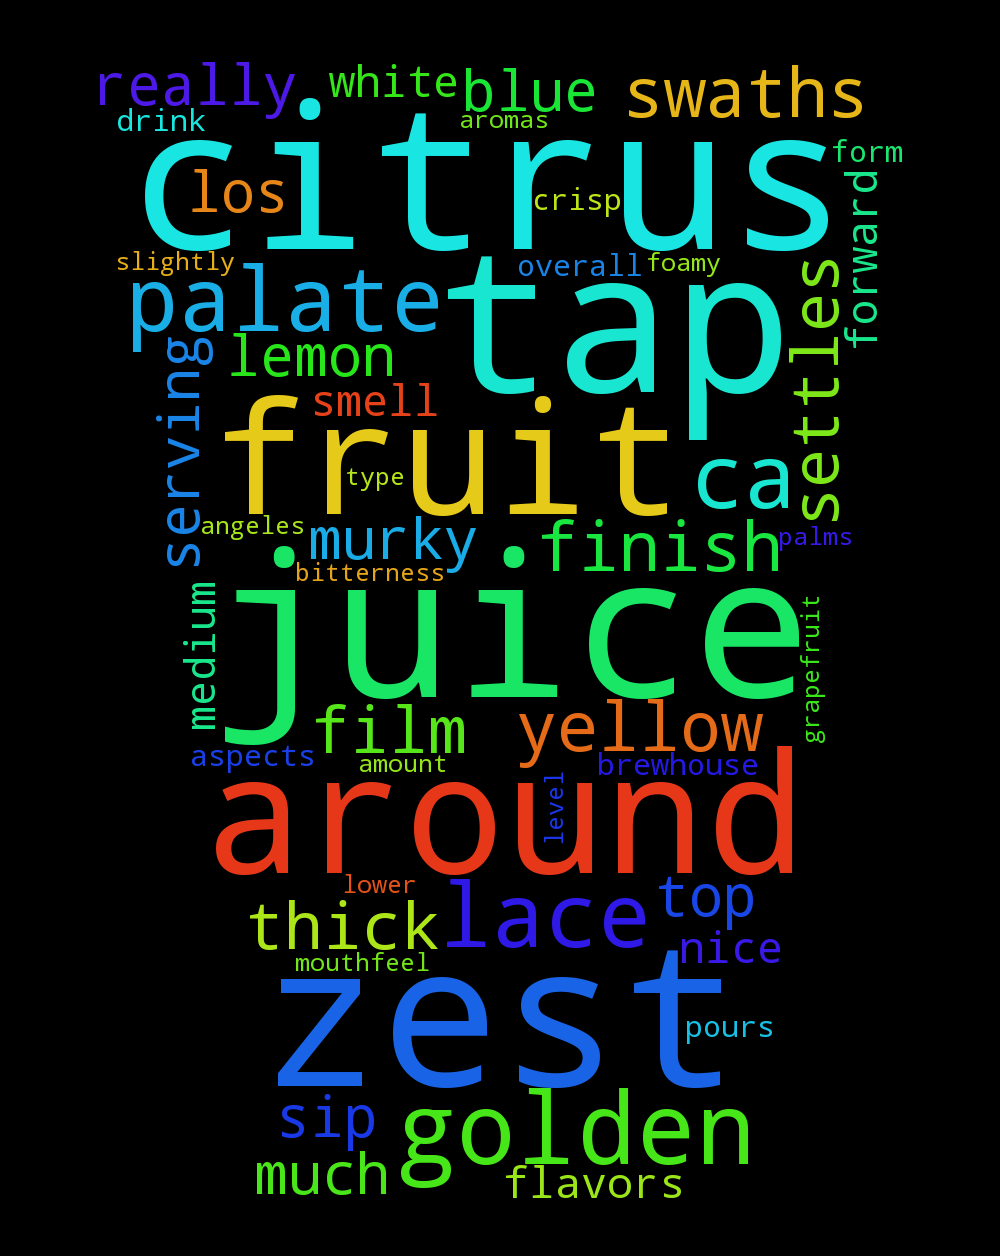 really
white
blue
swaths
drink
aromas
citrus
form
los
crisp
forward
slightly
overall
foamy
palate
tap
settles
lemon
serving
smell
fruit
type
ca
angeles
murky
finish
palms
bitterness
juice
medium
grapefruit
film
yellow
aspects
amount
brewhouse
around
level
lower
thick
lace
top
nice
mouthfeel
zest
pours
sip
golden
much
flavors